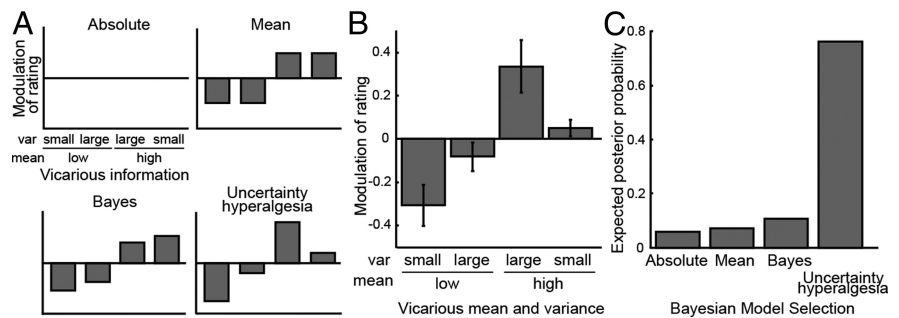 A
Absolute
Modulation
of rating
var small large large small
mean low high
Vicarious information
Mean
Bayes
Uncertainty
hyperalgesia
B
Modulation of rating
0.4
0.2
0
-0.2
-0.4
var small large large small
mean low high
Vicarious mean and variance
C
Expected posterior probability
0.8
0.6
0.4
0.2
0
Absolute Mean Bayes
Uncertainty
hyperalgesia
Bayesian Model Selection